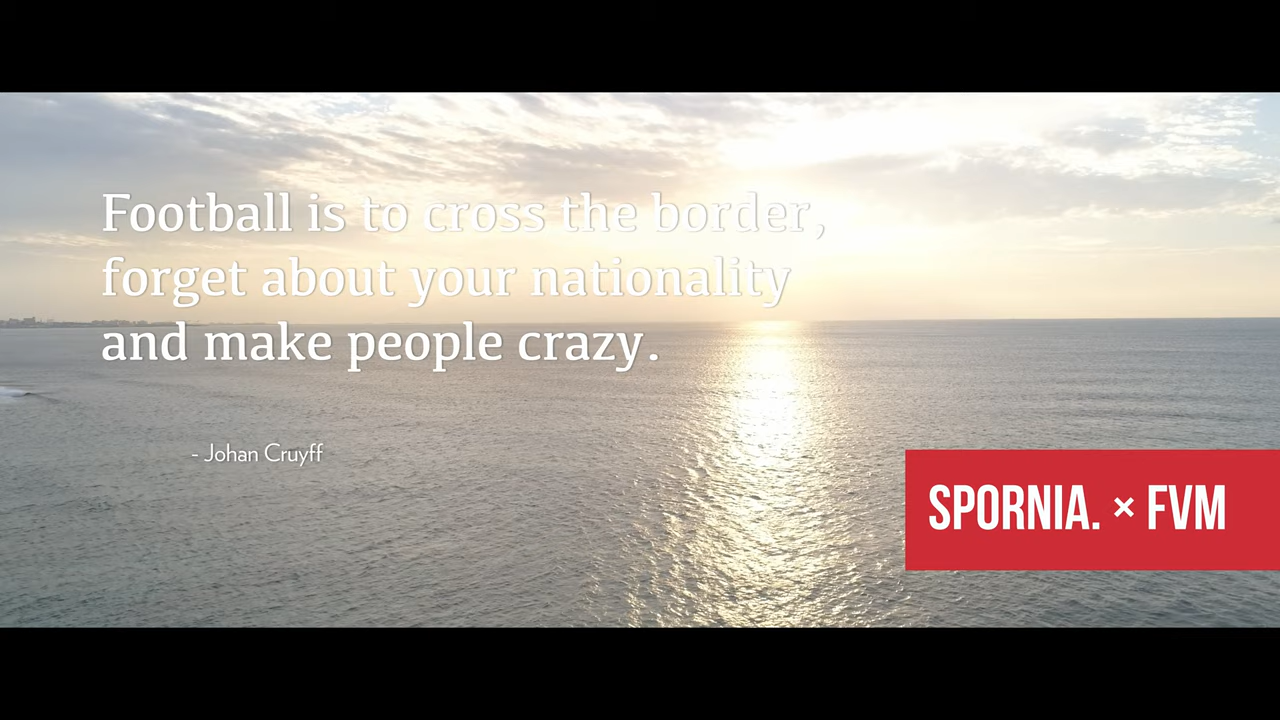 Football is to cross the border,
forget about your nationality
and make people crazy.
- Johan Cruyff
SPORNIA. × FVM